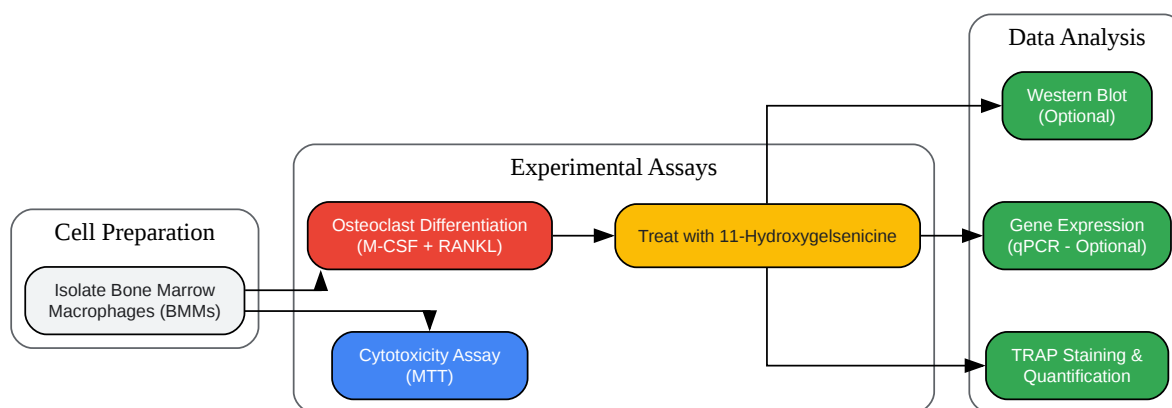 Cell Preparation
Isolate Bone Marrow
Macrophages (BMMs)
Experimental Assays
Osteoclast Differentiation
(M-CSF + RANKL)
Treat with 11-Hydroxygelsenicine
Cytotoxicity Assay
(MTT)
Data Analysis
Western Blot
(Optional)
Gene Expression
(qPCR - Optional)
TRAP Staining &
Quantification